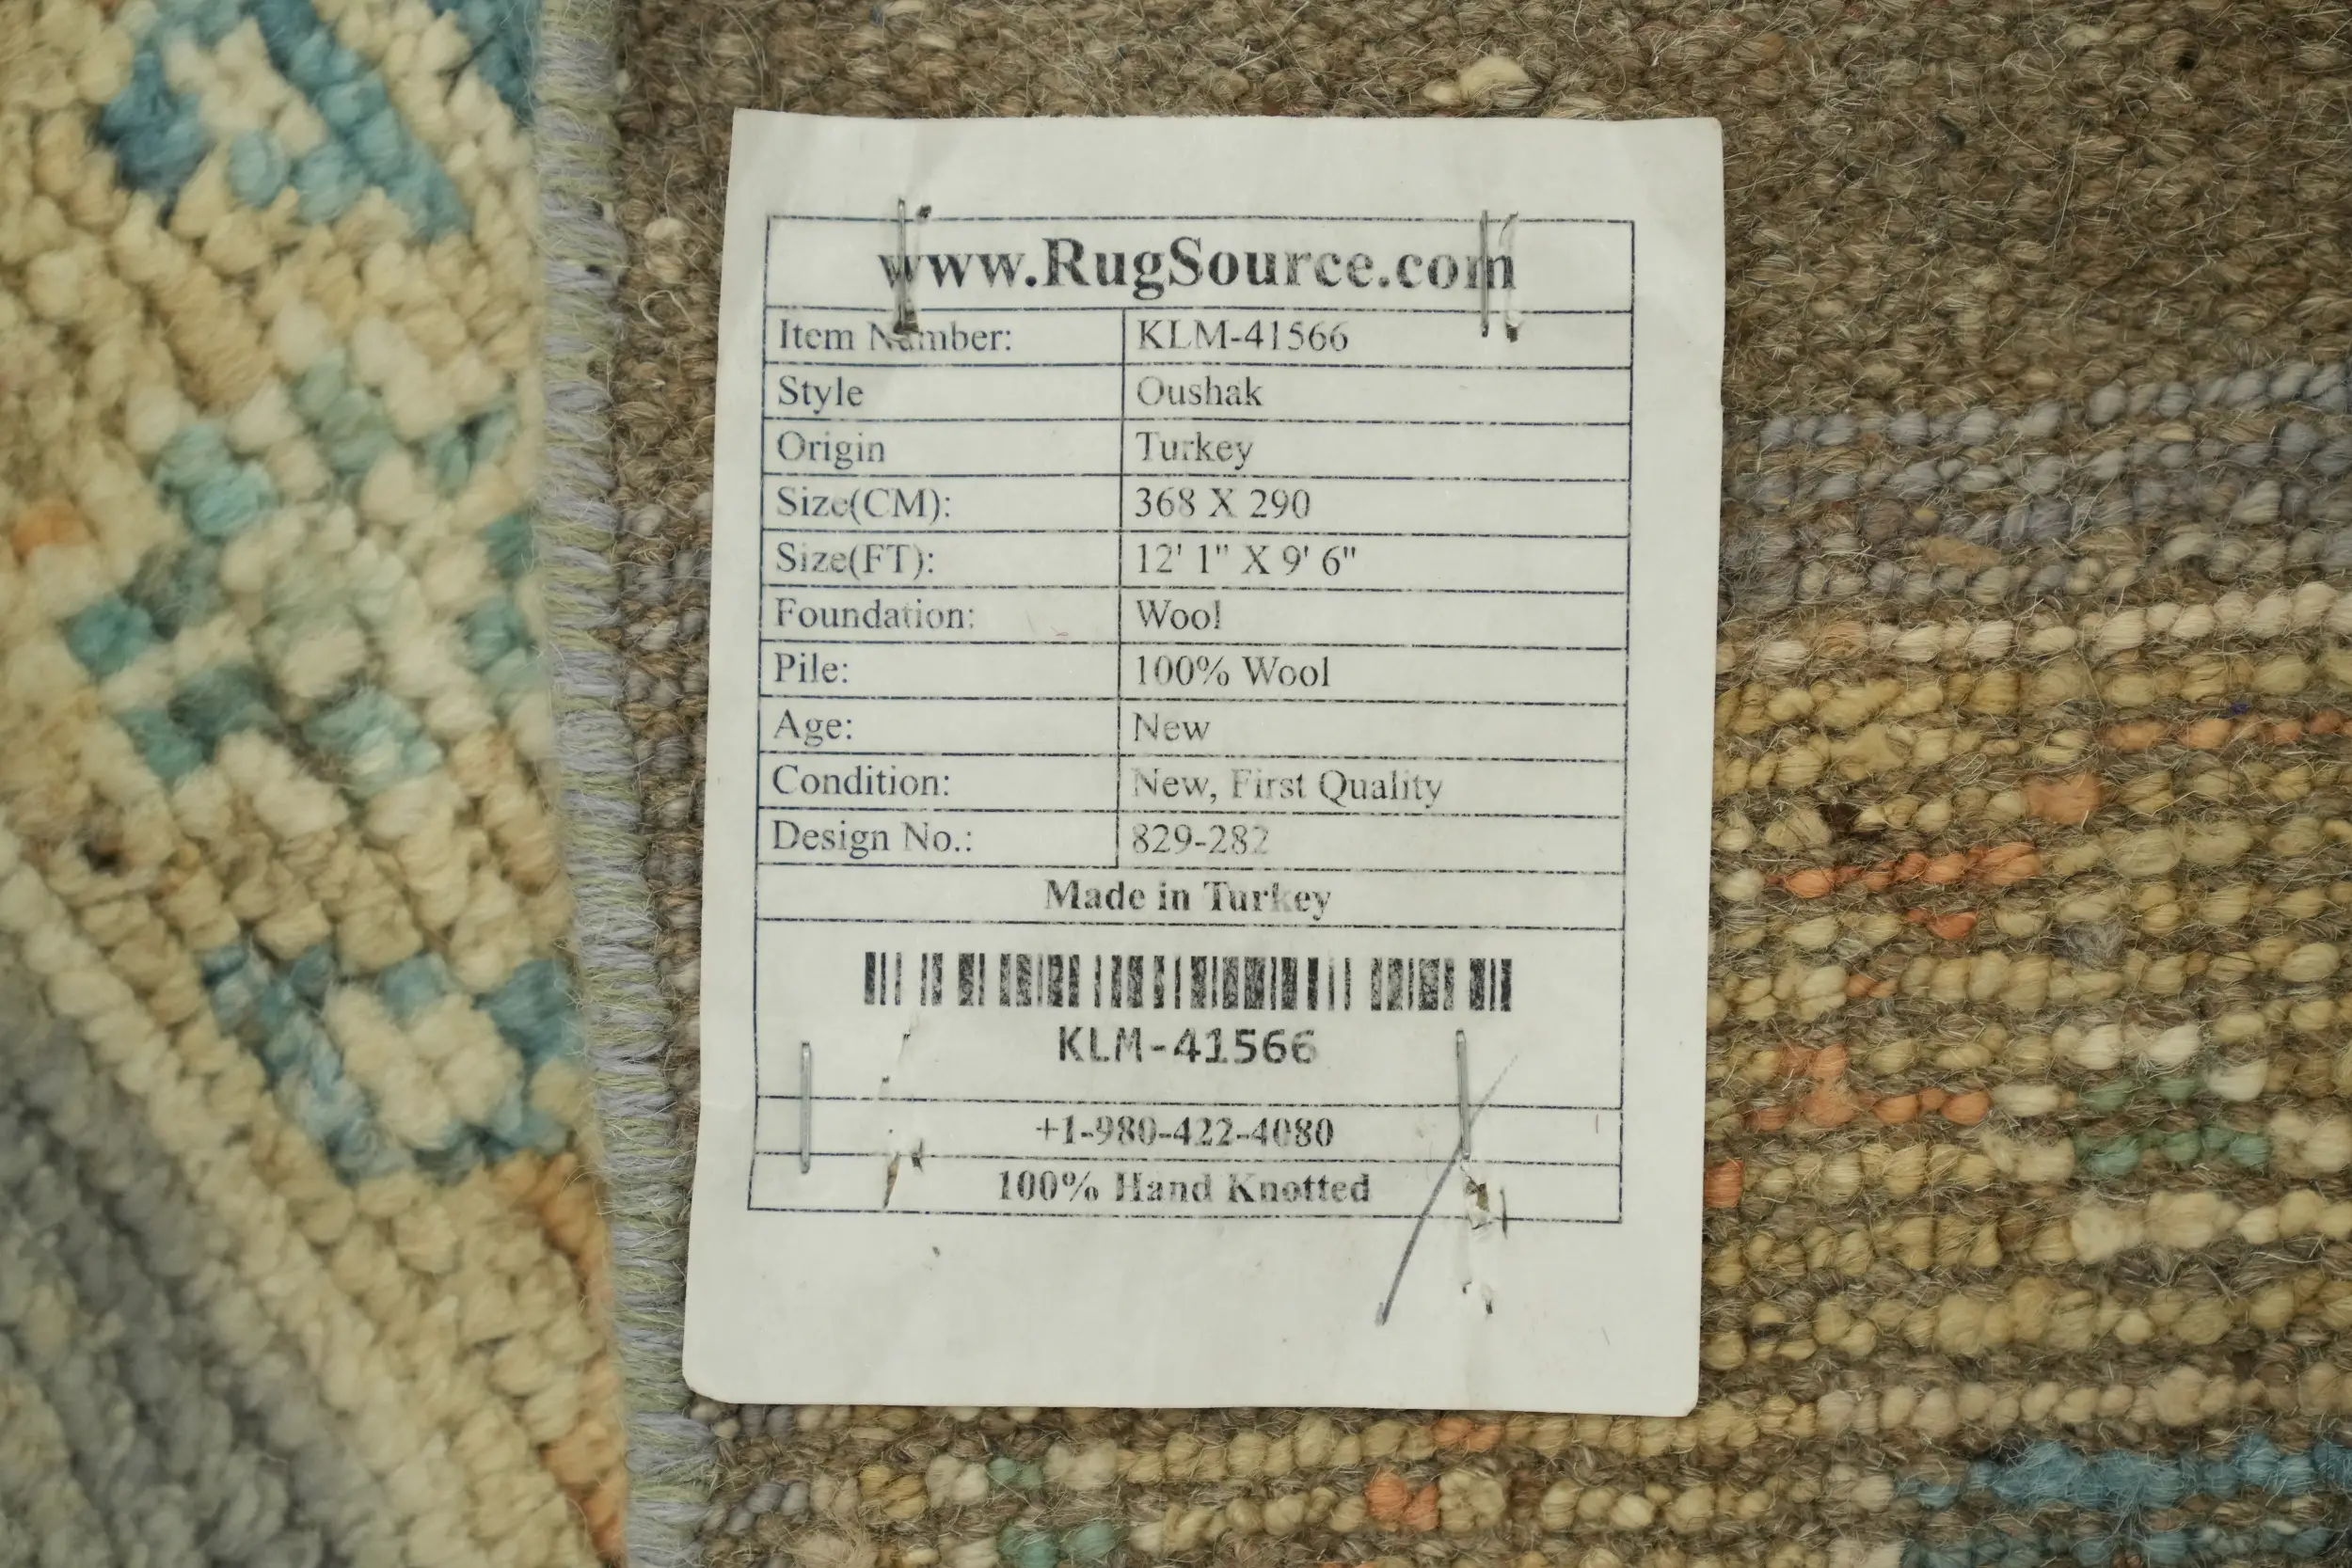 www.RugSource.com
Item Number: KLM-41566
Style Oushak
Origin Turkey
Size(CM): 368 X 290
Size(FT): 12' 1" X 9' 6"
Foundation: Wool
Pile: 100% Wool
Age: New
Condition: New, First Quality
Design No.: 829-282
Made in Turkey
KLM-41566
+1-980-422-4080
100% Hand Knotted